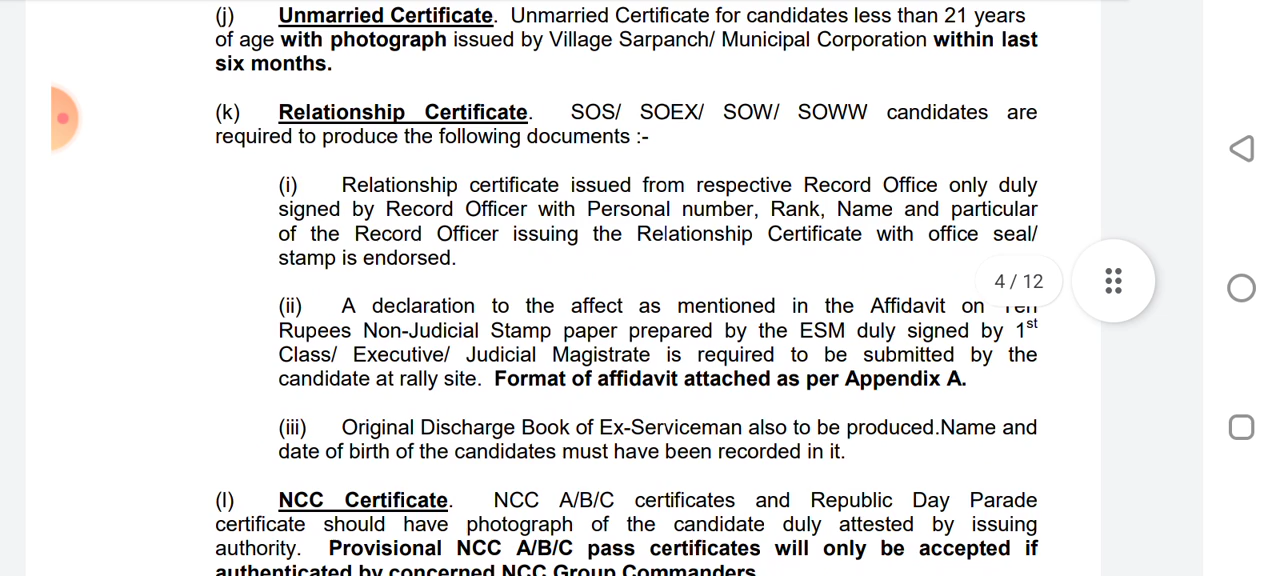 (j) Unmarried Certificate. Unmarried Certificate for candidates less than 21 years
of age with photograph issued by Village Sarpanch/ Municipal Corporation within last
six months.
(k) Relationship Certificate. SOS/ SOEX/ SOW/ SOWW candidates are
required to produce the following documents :-
(i) Relationship certificate issued from respective Record Office only duly
signed by Record Officer with Personal number, Rank, Name and particular
of the Record Officer issuing the Relationship Certificate with office seal/
stamp is endorsed.
4 / 12
(ii) A declaration to the affect as mentioned in the Affidavit on Ten
Rupees Non-Judicial Stamp paper prepared by the ESM duly signed by 1st
Class/ Executive/ Judicial Magistrate is required to be submitted by the
candidate at rally site. Format of affidavit attached as per Appendix A.
(iii) Original Discharge Book of Ex-Serviceman also to be produced.Name and
date of birth of the candidates must have been recorded in it.
(l) NCC Certificate. NCC A/B/C certificates and Republic Day Parade
certificate should have photograph of the candidate duly attested by issuing
authority. Provisional NCC A/B/C pass certificates will only be accepted if
authenticated by concerned NCC Group Commanders.